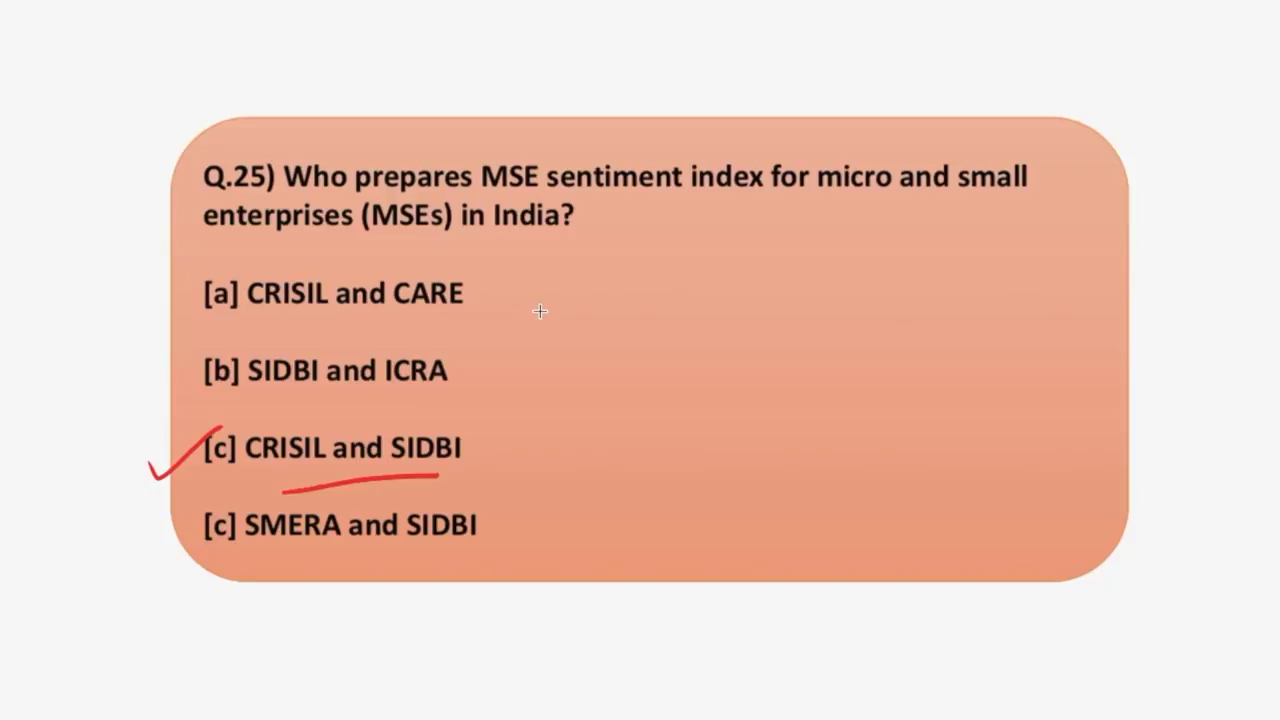 Q.25) Who prepares MSE sentiment index for micro and small
enterprises (MSEs) in India?
[a] CRISIL and CARE
[b] SIDBI and ICRA
[c] CRISIL and SIDBI
[c] SMERA and SIDBI